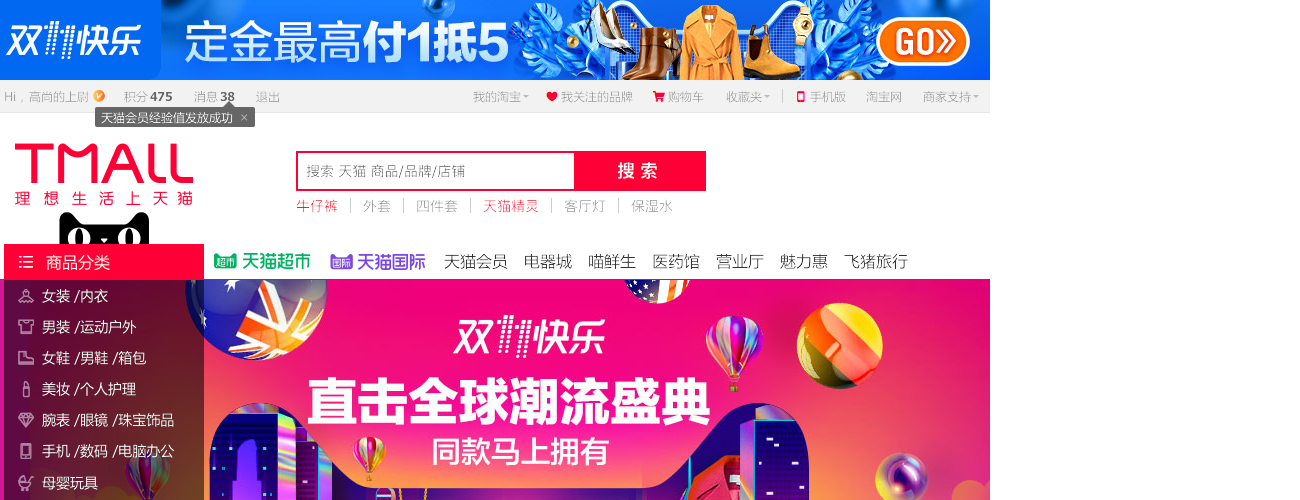 双11快乐 定金最高付1抵5 GO
Hi，高尚的上尉 积分475 消息38 退出 我的淘宝 我关注的品牌 购物车 收藏夹 手机版 淘宝网 商家支持
天猫会员经验值发放成功 ×
TMALL
理想生活上天猫
搜索 天猫 商品/品牌/店铺 搜索
牛仔裤 外套 四件套 天猫精灵 客厅灯 保湿水
商品分类 超市 天猫超市 国际 天猫国际 天猫会员 电器城 喵鲜生 医药馆 营业厅 魅力惠 飞猪旅行
女装 /内衣
男装 /运动户外
女鞋 /男鞋 /箱包
美妆 /个人护理
腕表 /眼镜 /珠宝饰品
手机 /数码 /电脑办公
母婴玩具
双11快乐
直击全球潮流盛典
同款马上拥有